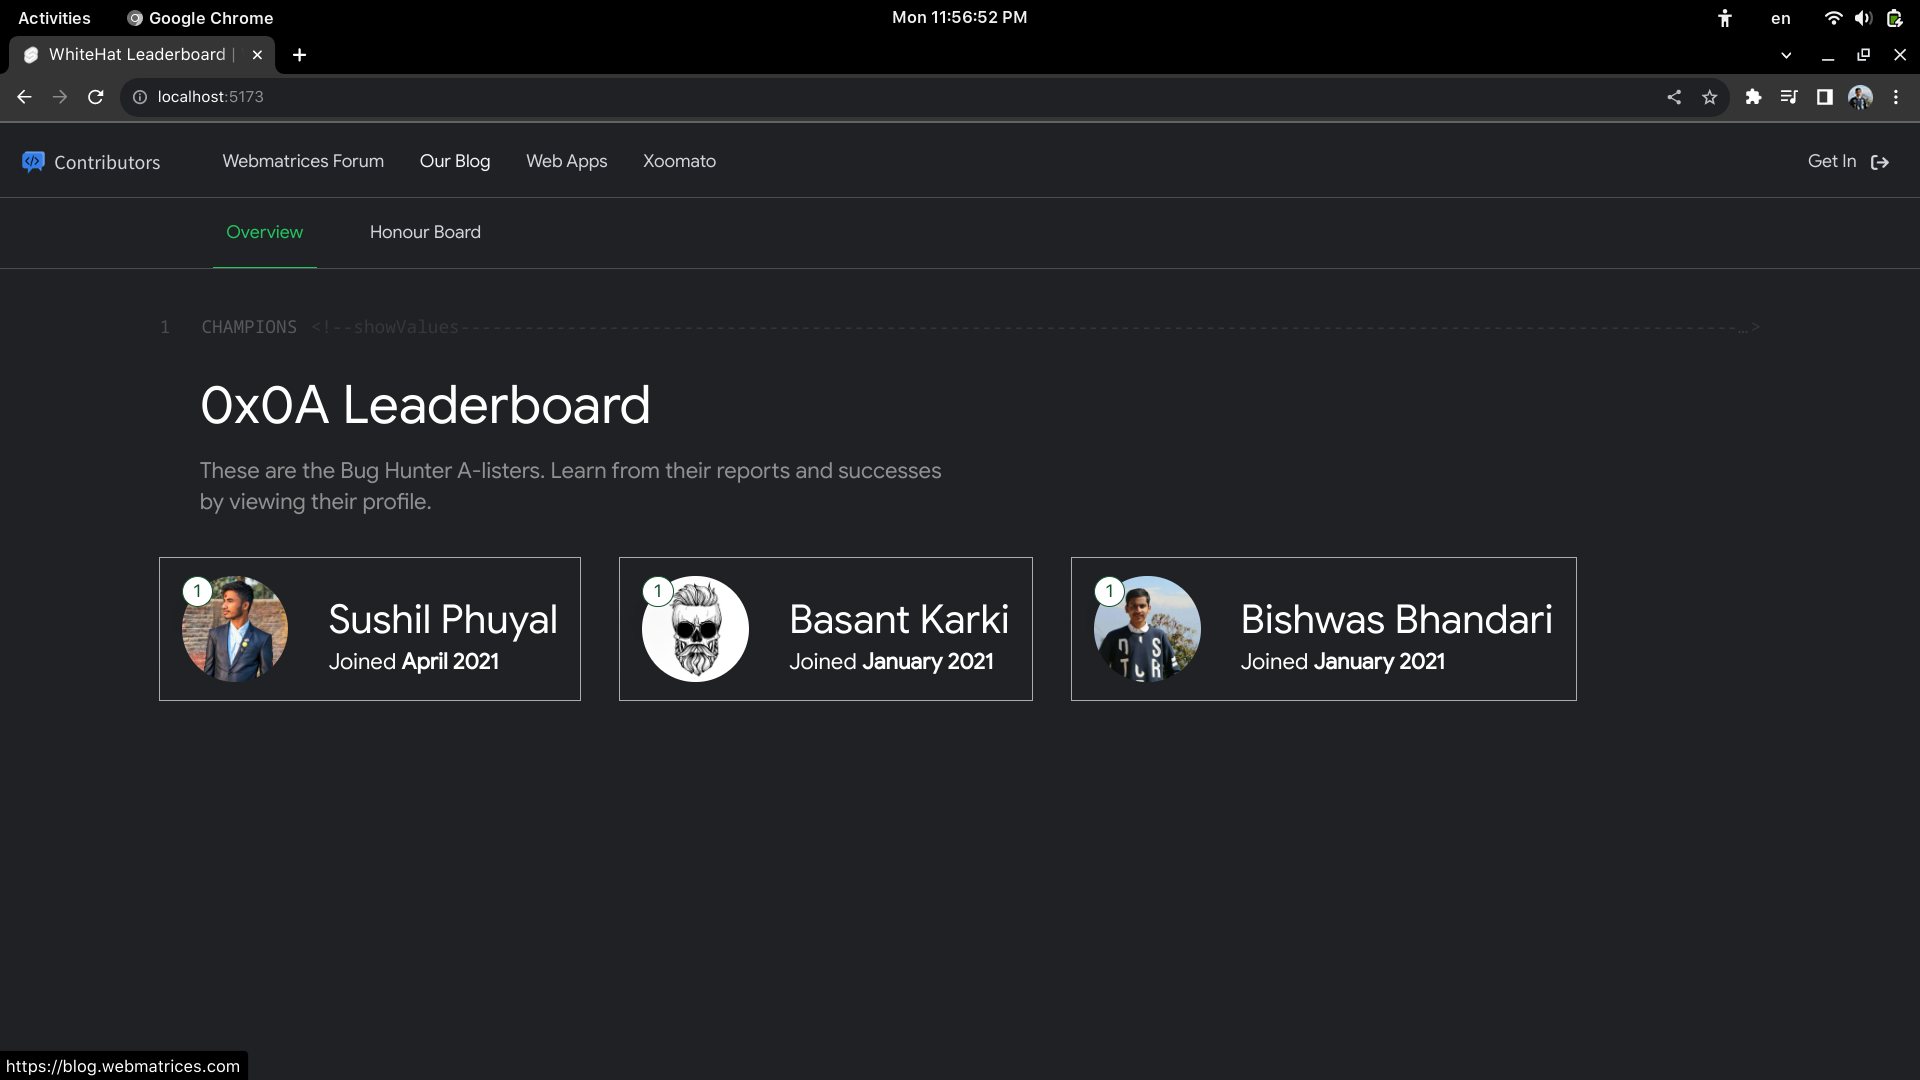 Activities Google Chrome Mon 11:56:52 PM en
WhiteHat Leaderboard |
localhost:5173
Contributors Webmatrices Forum Our Blog Web Apps Xoomato Get In
Overview Honour Board
1 CHAMPIONS <!--showValues--------------------------------------------------------------------------------------------------------------------------…>
0x0A Leaderboard
These are the Bug Hunter A-listers. Learn from their reports and successes
by viewing their profile.
1 Sushil Phuyal
Joined April 2021
1 Basant Karki
Joined January 2021
1 Bishwas Bhandari
Joined January 2021
https://blog.webmatrices.com